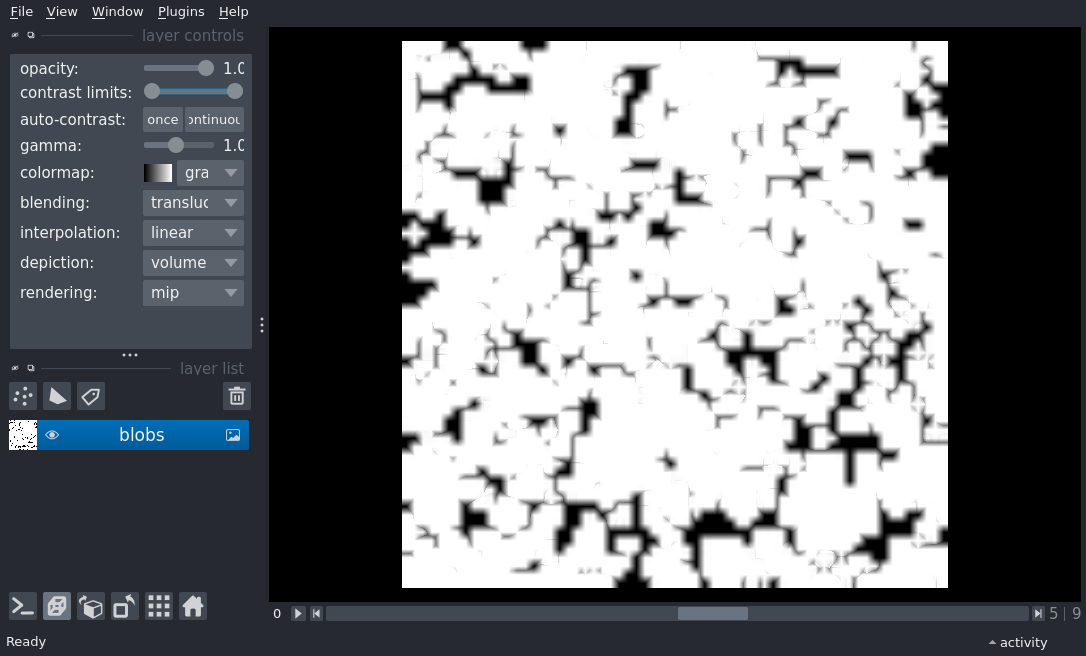 File View Window Plugins Help
layer controls
opacity: 1.0
contrast limits:
auto-contrast: once ontinuou
gamma: 1.0
colormap: gra
blending: transluc
interpolation: linear
depiction: volume
rendering: mip
layer list
blobs
0 5 | 9
Ready activity